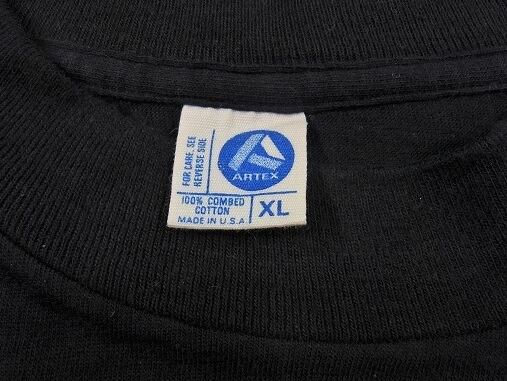 FOR CARE, SEE
REVERSE SIDE
ARTEX
100% COMBED
COTTON
MADE IN U.S.A.
XL